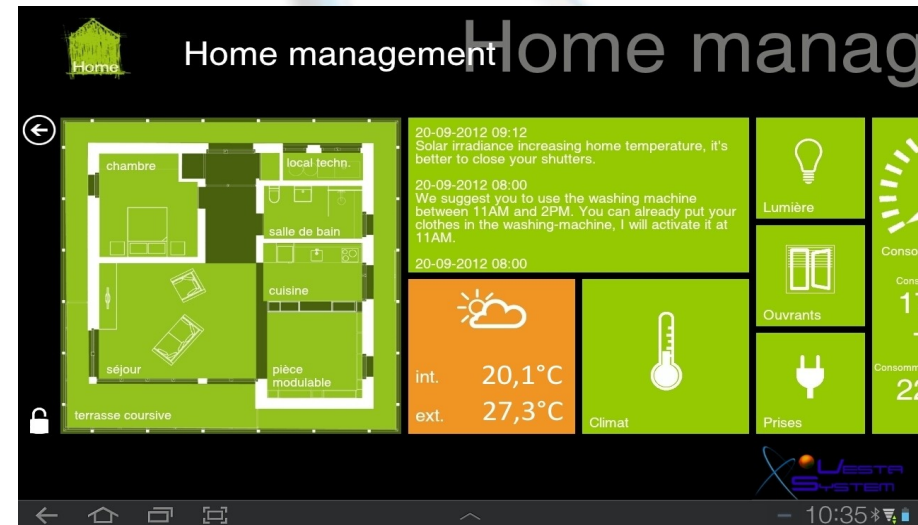 Home
Home management
Home manag
chambre
local techn.
salle de bain
cuisine
séjour
pièce
modulable
terrasse coursive
20-09-2012 09:12
Solar irradiance increasing home temperature, it's
better to close your shutters.
20-09-2012 08:00
We suggest you to use the washing machine
between 11AM and 2PM. You can already put your
clothes in the washing-machine, I will activate it at
11AM.
20-09-2012 08:00
int. 20,1°C
ext. 27,3°C
Climat
Lumière
Ouvrants
Prises
Vesta
System
10:35